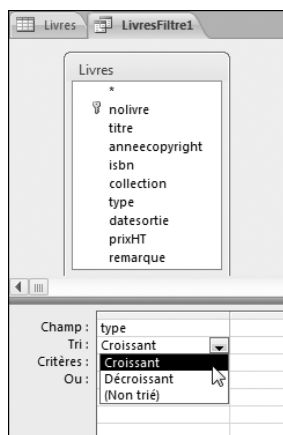 Livres LivresFiltre1
Livres
*
nolivre
titre
anneecopyright
isbn
collection
type
datesortie
prixHT
remarque
Champ : type
Tri : Croissant
Critères : Croissant
Ou : Décroissant
(Non trié)